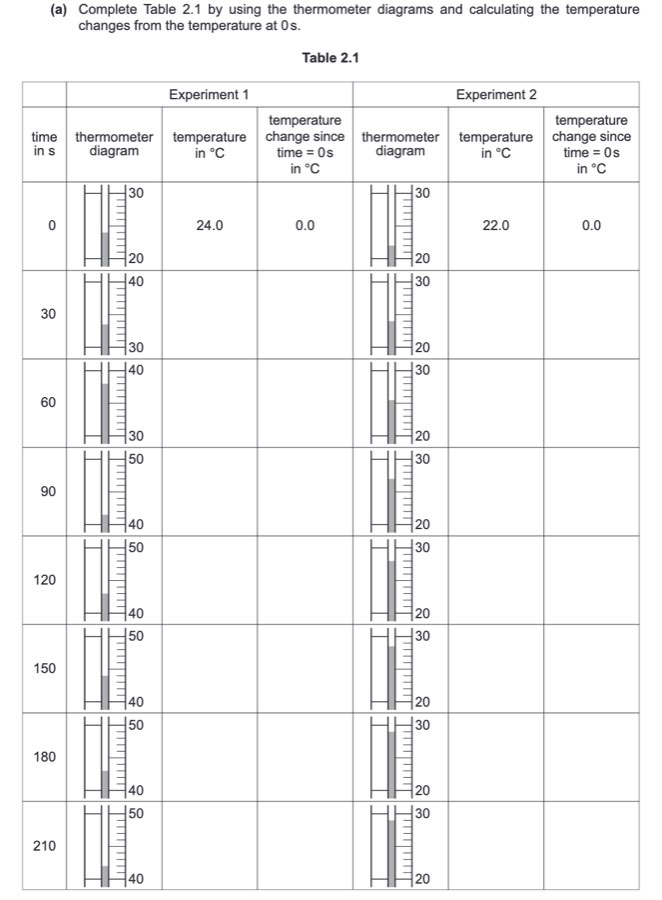 (a) Complete Table 2.1 by using the thermometer diagrams and calculating the temperature
changes from the temperature at 0 s.
Table 2.1
Experiment 1
Experiment 2
time
in s
thermometer
diagram
temperature
in °C
temperature
change since
time = 0 s
in °C
thermometer
diagram
temperature
in °C
temperature
change since
time = 0 s
in °C
0
30
20
24.0
0.0
30
20
22.0
0.0
30
40
30
30
20
60
40
30
30
20
90
50
40
30
20
120
50
40
30
20
150
50
40
30
20
180
50
40
30
20
210
50
40
30
20